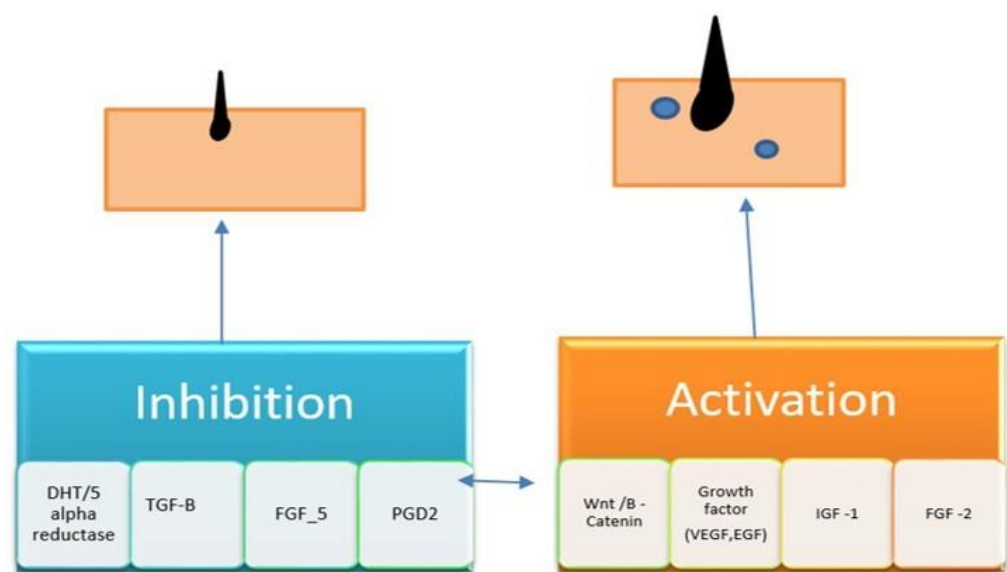 Inhibition
DHT/5
alpha
reductase
TGF-B
FGF_5
PGD2
Activation
Wnt /B -
Catenin
Growth
factor
(VEGF,EGF)
IGF -1
FGF -2